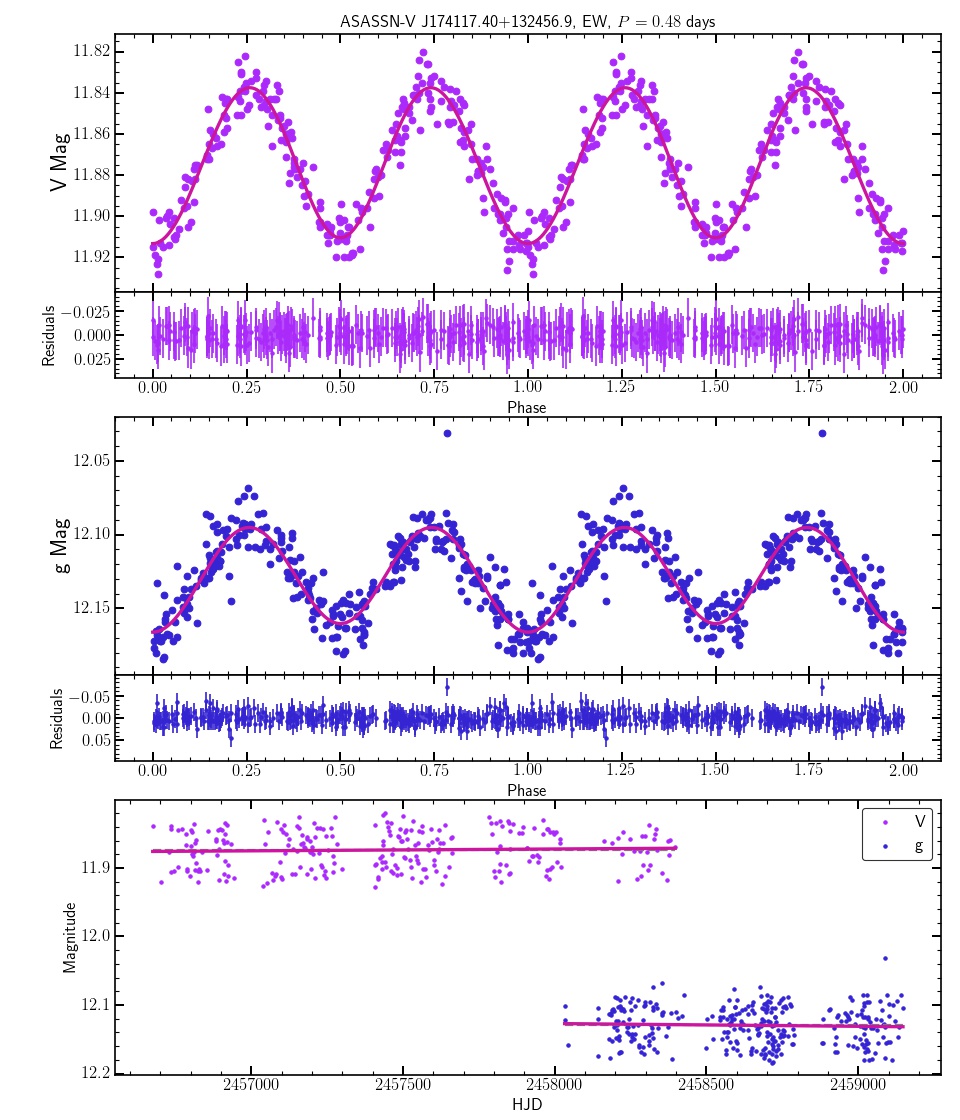 ASASSN-V J174117.40+132456.9, EW, P = 0.48 days
11.82
11.84
11.86
11.88
11.90
11.92
V Mag
−0.025
0.000
0.025
Residuals
0.00 0.25 0.50 0.75 1.00 1.25 1.50 1.75 2.00
Phase
12.05
12.10
12.15
g Mag
−0.05
0.00
0.05
Residuals
0.00 0.25 0.50 0.75 1.00 1.25 1.50 1.75 2.00
Phase
V
g
11.9
12.0
12.1
12.2
Magnitude
2457000 2457500 2458000 2458500 2459000
HJD